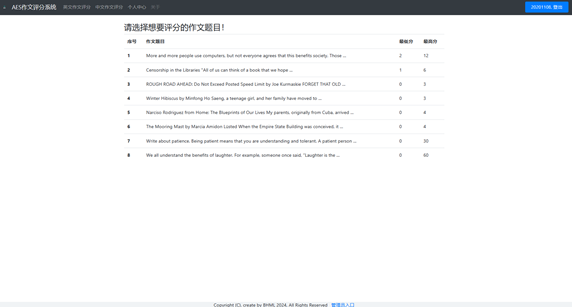 AES作文评分系统 英文作文评分 中文作文评分 个人中心 关于 20201108, 登出
请选择想要评分的作文题目!
序号 作文题目 最低分 最高分
1 More and more people use computers, but not everyone agrees that this benefits society. Those ... 2 12
2 Censorship in the Libraries "All of us can think of a book that we hope ... 1 6
3 ROUGH ROAD AHEAD: Do Not Exceed Posted Speed Limit by Joe Kurmaskie FORGET THAT OLD ... 0 3
4 Winter Hibiscus by Minfong Ho Saeng, a teenage girl, and her family have moved to ... 0 3
5 Narciso Rodriguez from Home: The Blueprints of Our Lives My parents, originally from Cuba, arrived ... 0 4
6 The Mooring Mast by Marcia Amidon Lüsted When the Empire State Building was conceived, it ... 0 4
7 Write about patience. Being patient means that you are understanding and tolerant. A patient person ... 0 30
8 We all understand the benefits of laughter. For example, someone once said, "Laughter is the ... 0 60
Copyright (C). create by BHML 2024, All Rights Reserved 管理员入口